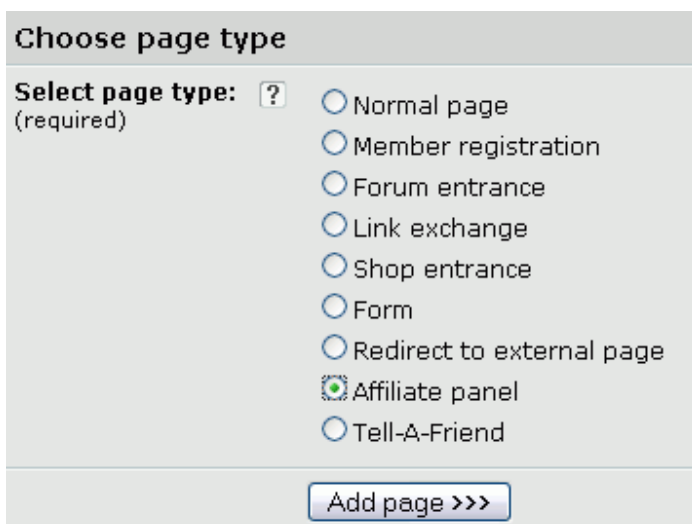 Choose page type
Select page type: ?
(required)
Normal page
Member registration
Forum entrance
Link exchange
Shop entrance
Form
Redirect to external page
Affiliate panel
Tell-A-Friend
Add page >>>